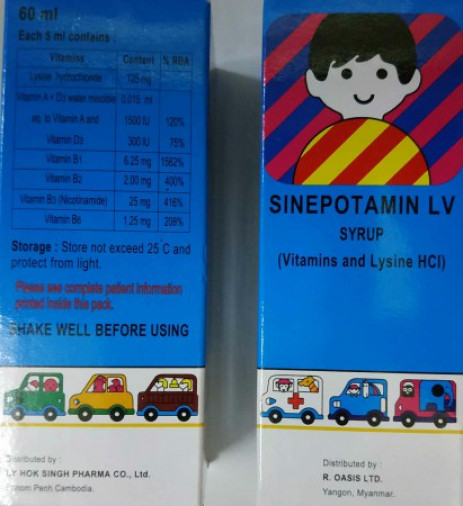 60 ml
Each 5 ml contains :
Vitamins Content % RDA
Lysine hydrochloride 125 mg
Vitamin A + D3 water miscible 0.015 ml
eq. to Vitamin A and 1500 IU 120%
Vitamin D3 300 IU 75%
Vitamin B1 6.25 mg 1562%
Vitamin B2 2.00 mg 400%
Vitamin B3 (Nicotinamide) 25 mg 416%
Vitamin B6 1.25 mg 208%
Storage : Store not exceed 25°C and
protect from light.
Please see complete patient information
printed inside this pack.
SHAKE WELL BEFORE USING
Distributed by :
LY HOK SINGH PHARMA CO., Ltd.
Phnom Penh Cambodia.
SINEPOTAMIN LV
SYRUP
(Vitamins and Lysine HCl)
Distributed by :
R. OASIS LTD.
Yangon, Myanmar.